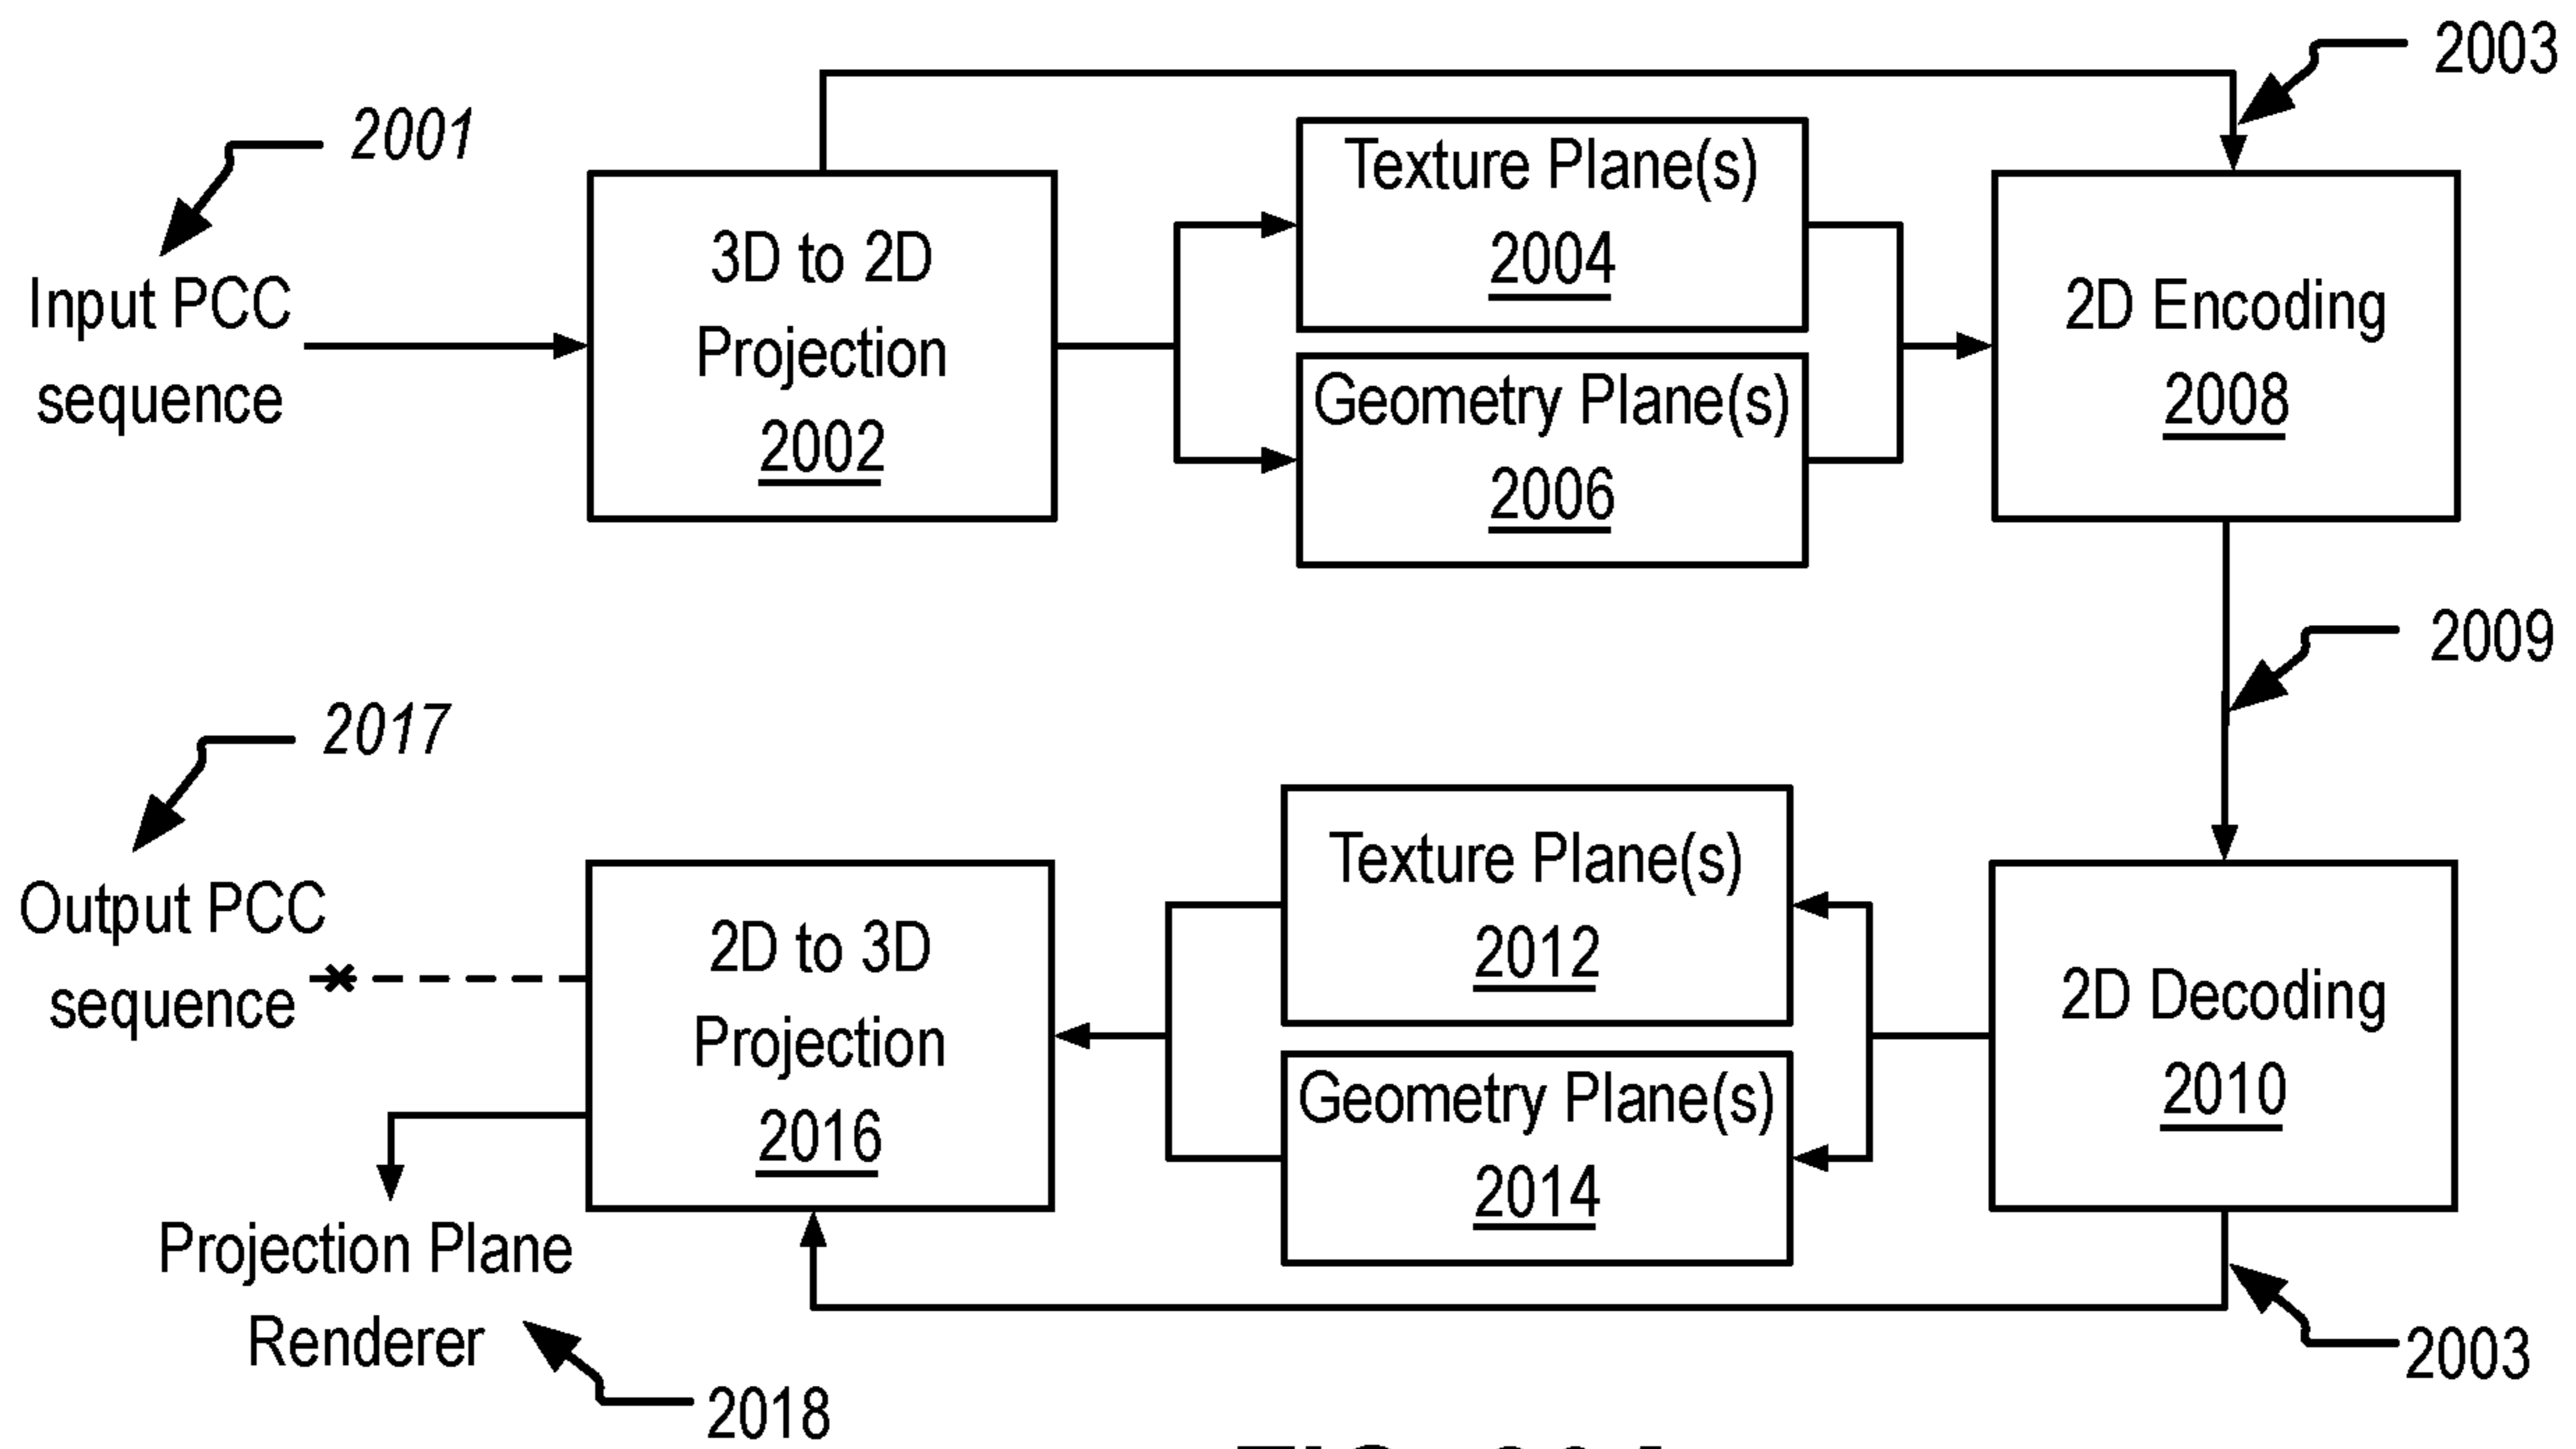 2003
2001
Texture Plane(s)
2004
3D to 2D
Projection
2002
Input PCC
sequence
2D Encoding
2008
Geometry Plane(s)
2006
2009
2017
Texture Plane(s)
2012
Output PCC
sequence
2D to 3D
Projection
2016
2D Decoding
2010
Geometry Plane(s)
2014
Projection Plane
Renderer
2018
2003